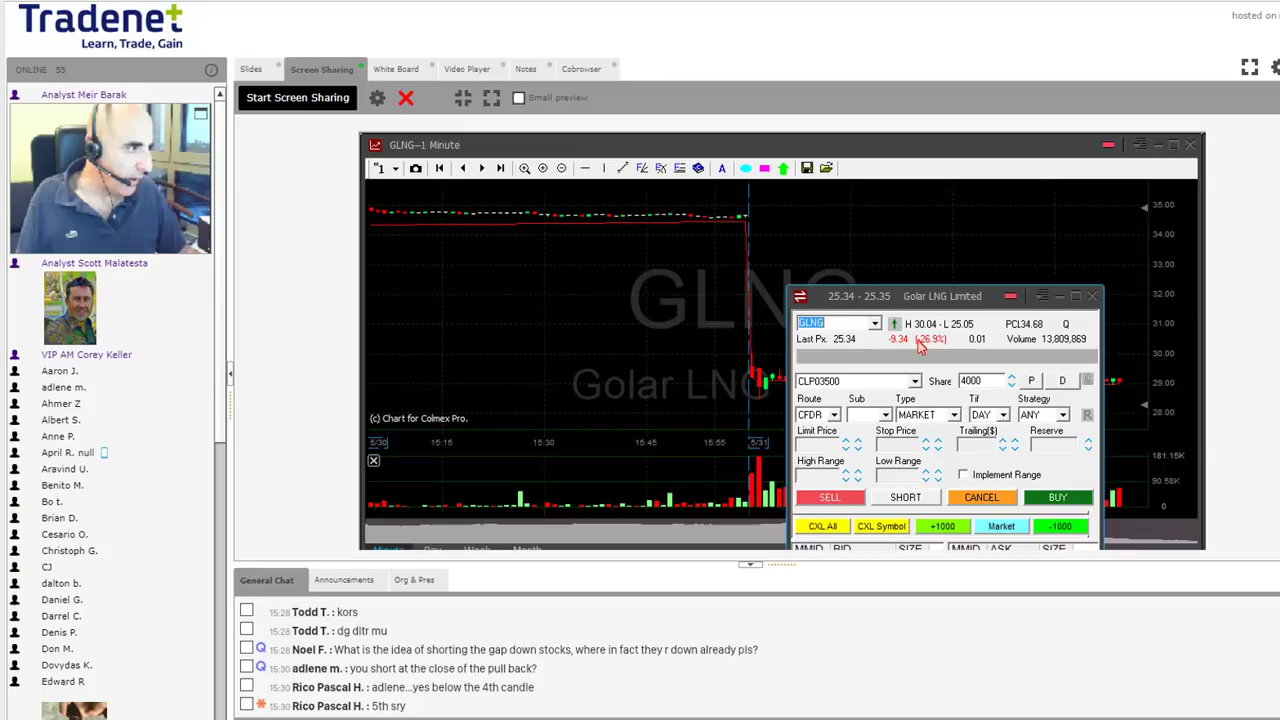 Tradenet
Learn, Trade, Gain
hosted on
ONLINE 55
Analyst Meir Barak
Analyst Scott Malatesta
VIP AM Corey Keller
Aaron J.
adlene m.
Ahmer Z
Albert S.
Anne P.
April R. null
Aravind U.
Benito M.
Bo t.
Brian D.
Cesario O.
Christoph G.
CJ
dalton b.
Daniel G.
Darrel C.
Denis P.
Don M.
Dovydas K.
Edward R
Slides
Screen Sharing
White Board
Video Player
Notes
Cobrowser
Start Screen Sharing
Small preview
GLNG--1 Minute
1
A
GLNG
Golar LNG
(c) Chart for Colmex Pro.
35.00
34.00
33.00
32.00
31.00
30.00
29.00
28.00
5/30
15:15
15:30
15:45
15:55
5/31
181.15K
90.58K
0
Minute
Day
Week
Month
25.34 - 25.35 Golar LNG Limited
GLNG
H 30.04 - L 25.05
PCL34.68
Q
Last Px. 25.34
-9.34
(-26.9%)
0.01
Volume 13,809,869
CLP03500
Share
4000
P
D
Route
Sub
Type
Tif
Strategy
CFDR
MARKET
DAY
ANY
R
Limit Price
Stop Price
Trailing($)
Reserve
High Range
Low Range
Implement Range
SELL
SHORT
CANCEL
BUY
CXL All
CXL Symbol
+1000
Market
-1000
MMID
BID
SIZE
MMID
ASK
SIZE
General Chat
Announcements
Org & Pres
15:28 Todd T. : kors
15:28 Todd T. : dg dltr mu
Q 15:28 Noel F. : What is the idea of shorting the gap down stocks, where in fact they r down already pls?
Q 15:30 adlene m. : you short at the close of the pull back?
15:30 Rico Pascal H. : adlene...yes below the 4th candle
15:30 Rico Pascal H. : 5th sry